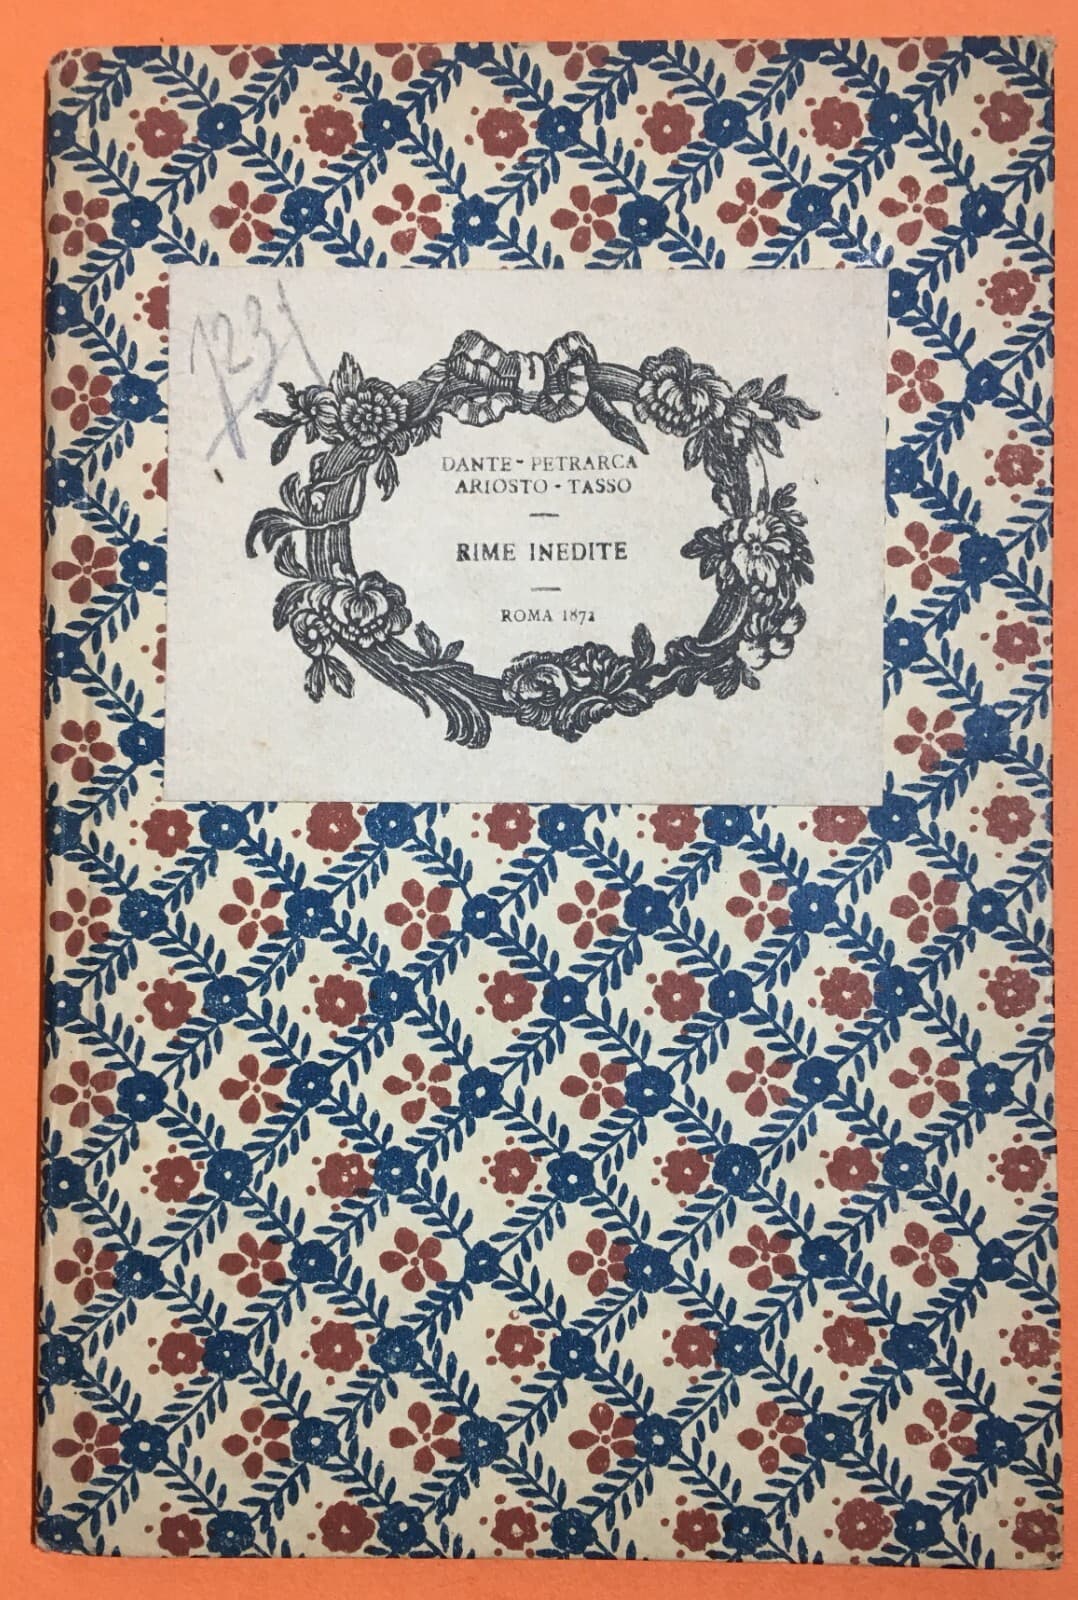 DANTE - PETRARCA
ARIOSTO - TASSO
RIME INEDITE
ROMA 1872